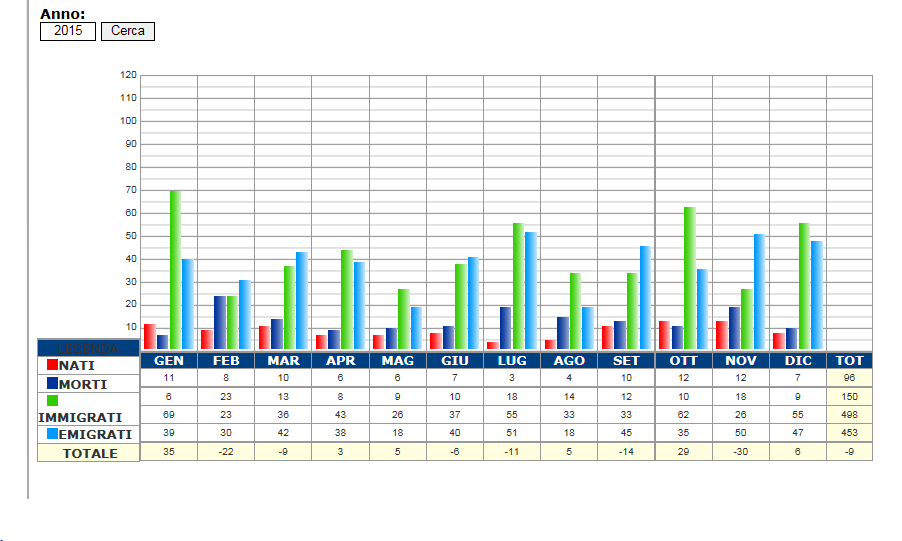 Anno:
2015 Cerca
120
110
100
90
80
70
60
50
40
30
20
10
LEGENDA GEN FEB MAR APR MAG GIU LUG AGO SET OTT NOV DIC TOT
NATI 11 8 10 6 6 7 3 4 10 12 12 7 96
MORTI 6 23 13 8 9 10 18 14 12 10 18 9 150
IMMIGRATI 69 23 36 43 26 37 55 33 33 62 26 55 498
EMIGRATI 39 30 42 38 18 40 51 18 45 35 50 47 453
TOTALE 35 -22 -9 3 5 -6 -11 5 -14 29 -30 6 -9